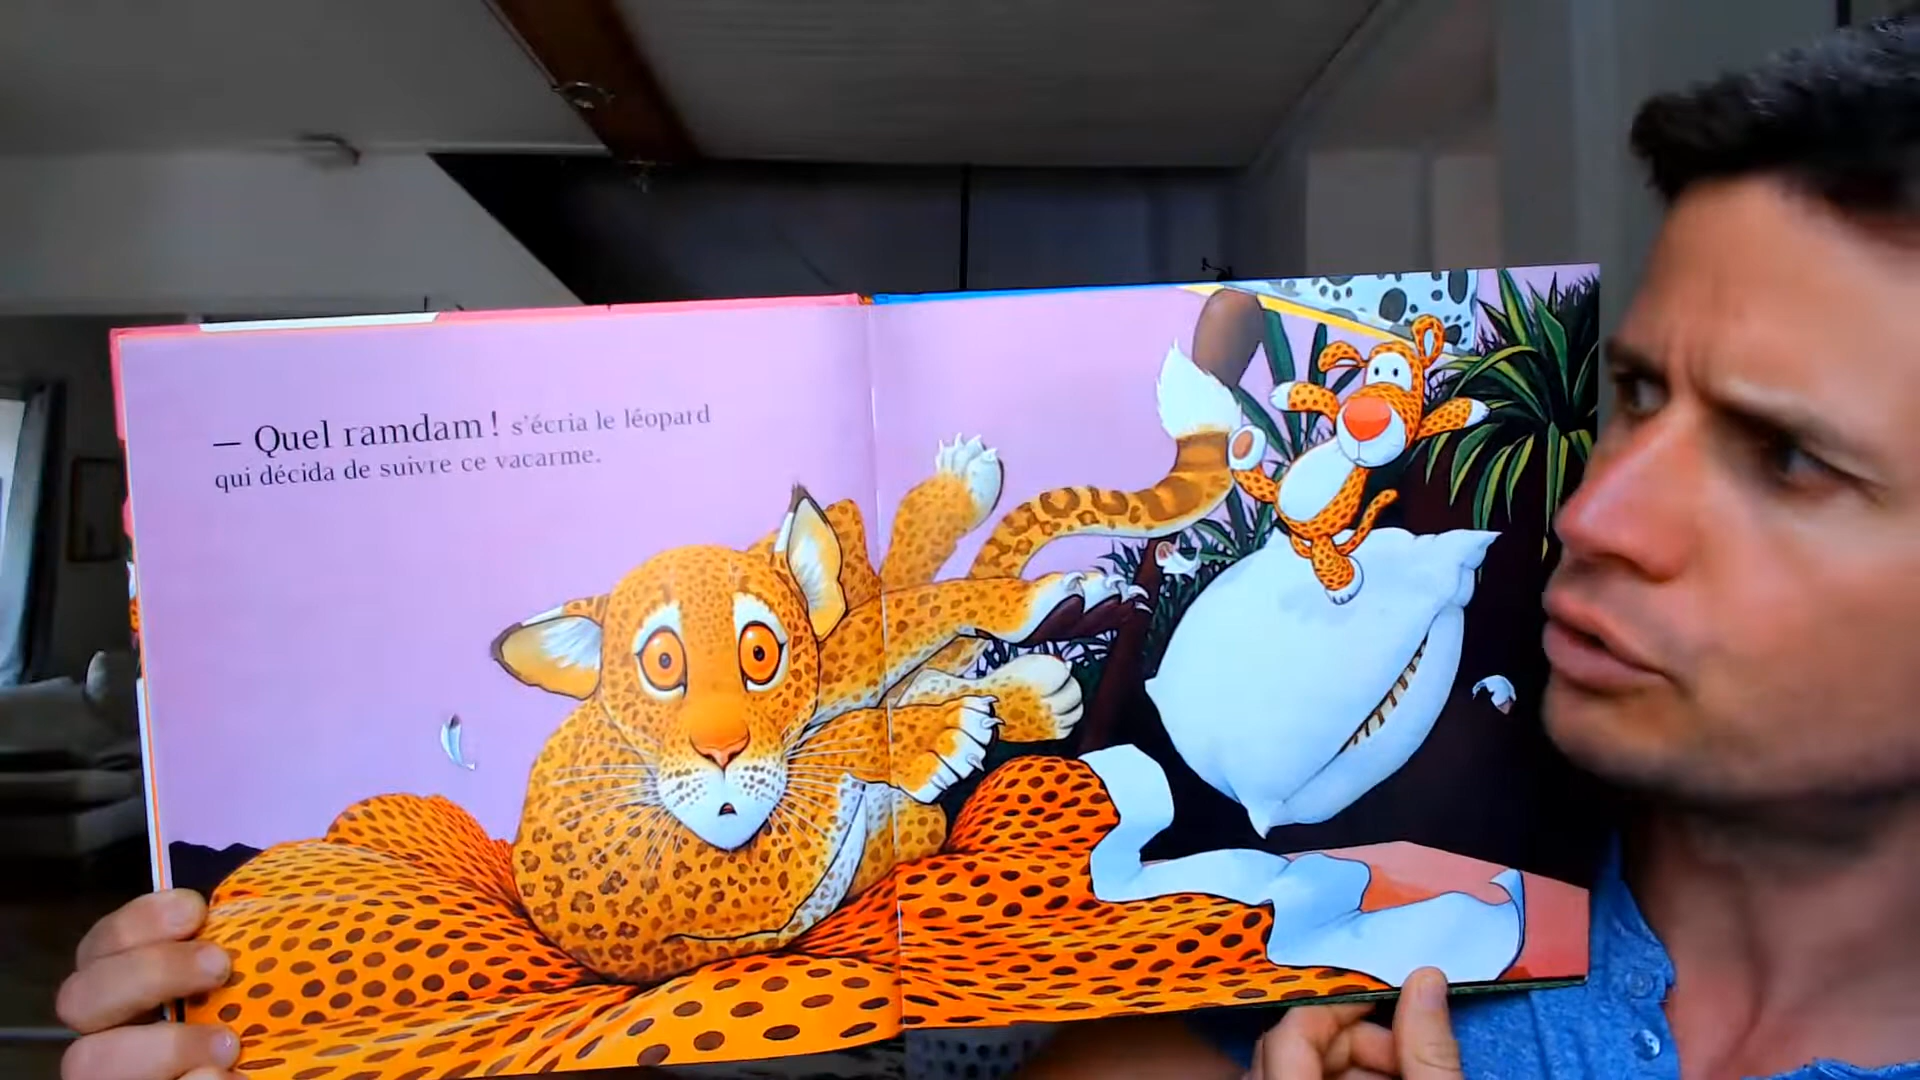 — Quel ramdam ! s'écria le léopard
qui décida de suivre ce vacarme.